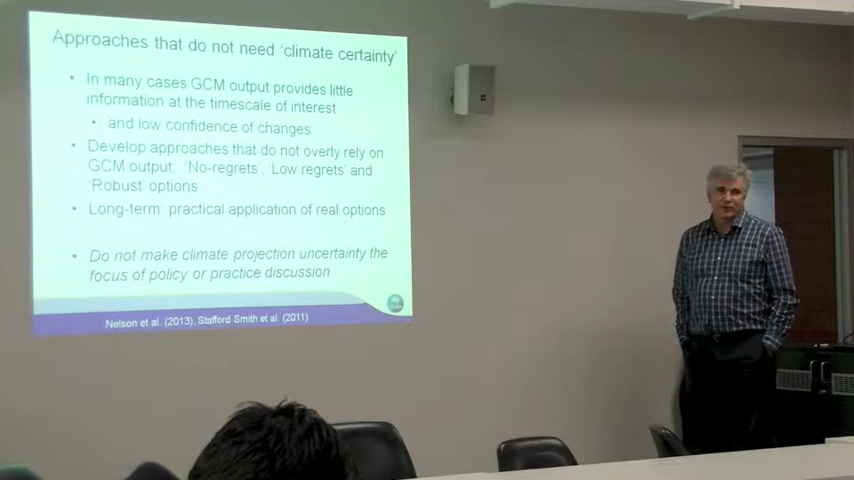 Approaches that do not need 'climate certainty'
• In many cases GCM output provides little
information at the timescale of interest
• and low confidence of changes
• Develop approaches that do not overly rely on
GCM output: 'No-regrets', 'Low regrets' and
'Robust' options
• Long-term: practical application of real options
• Do not make climate projection uncertainty the
focus of policy or practice discussion
Nelson et al. (2013), Stafford Smith et al. (2011)